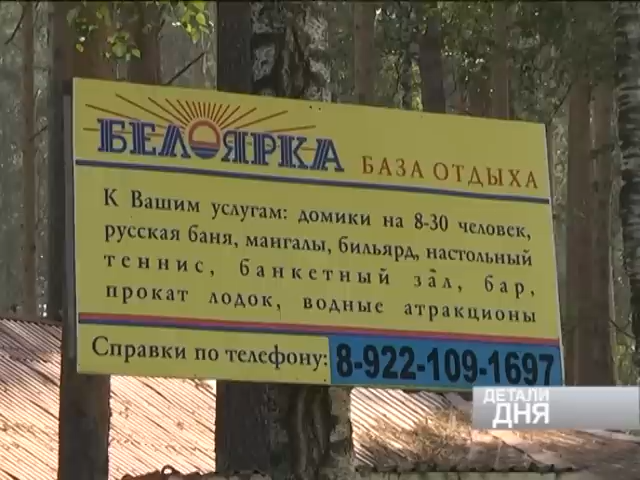 БЕЛОЯРКА БАЗА ОТДЫХА
К Вашим услугам: домики на 8-30 человек,
русская баня, мангалы, бильярд, настольный
теннис, банкетный зал, бар,
прокат лодок, водные атракционы
Справки по телефону: 8-922-109-1697
ДЕТАЛИ
ДНЯ